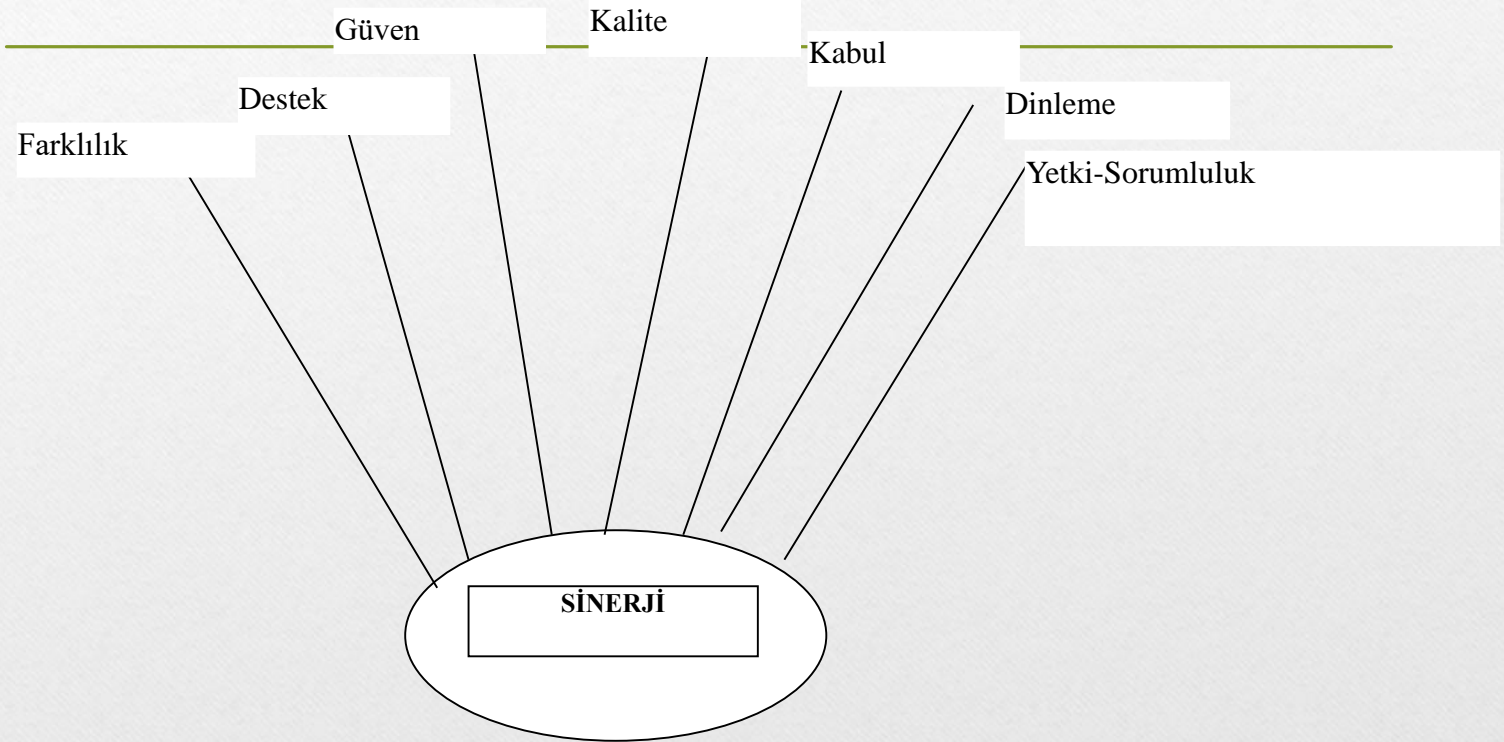 Güven
Kalite
Kabul
Destek
Dinleme
Farklılık
Yetki-Sorumluluk
SİNERJİ